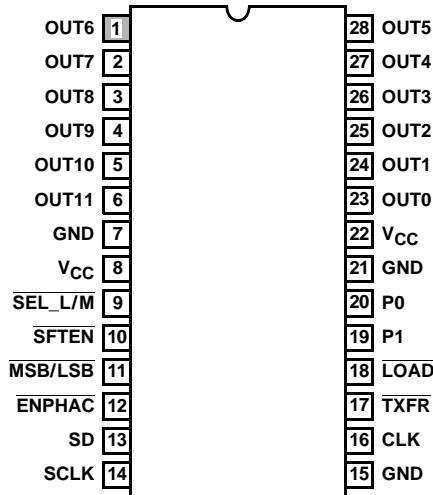 OUT6 1 28 OUT5
OUT7 2 27 OUT4
OUT8 3 26 OUT3
OUT9 4 25 OUT2
OUT10 5 24 OUT1
OUT11 6 23 OUT0
GND 7 22 VCC
VCC 8 21 GND
SEL_L/M 9 20 P0
SFTEN 10 19 P1
MSB/LSB 11 18 LOAD
ENPHAC 12 17 TXFR
SD 13 16 CLK
SCLK 14 15 GND